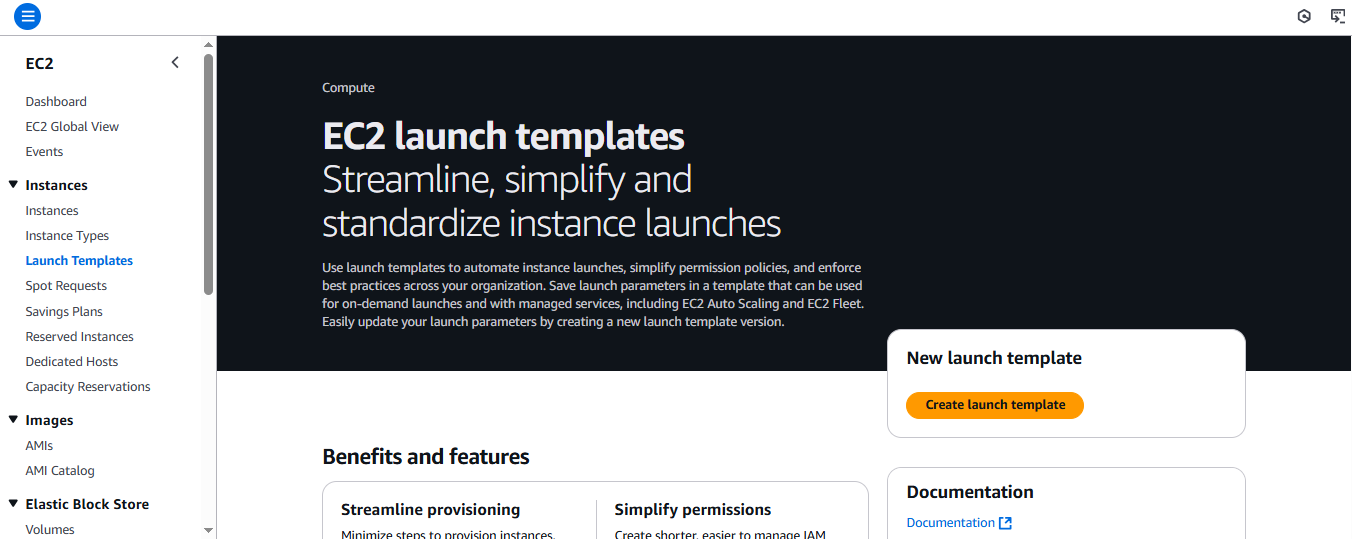 EC2
Dashboard
EC2 Global View
Events
Instances
Instances
Instance Types
Launch Templates
Spot Requests
Savings Plans
Reserved Instances
Dedicated Hosts
Capacity Reservations
Images
AMIs
AMI Catalog
Elastic Block Store
Volumes
Compute
EC2 launch templates
Streamline, simplify and
standardize instance launches
Use launch templates to automate instance launches, simplify permission policies, and enforce
best practices across your organization. Save launch parameters in a template that can be used
for on-demand launches and with managed services, including EC2 Auto Scaling and EC2 Fleet.
Easily update your launch parameters by creating a new launch template version.
New launch template
Create launch template
Benefits and features
Streamline provisioning
Minimize steps to provision instances.
Simplify permissions
Create shorter, easier to manage IAM
Documentation
Documentation